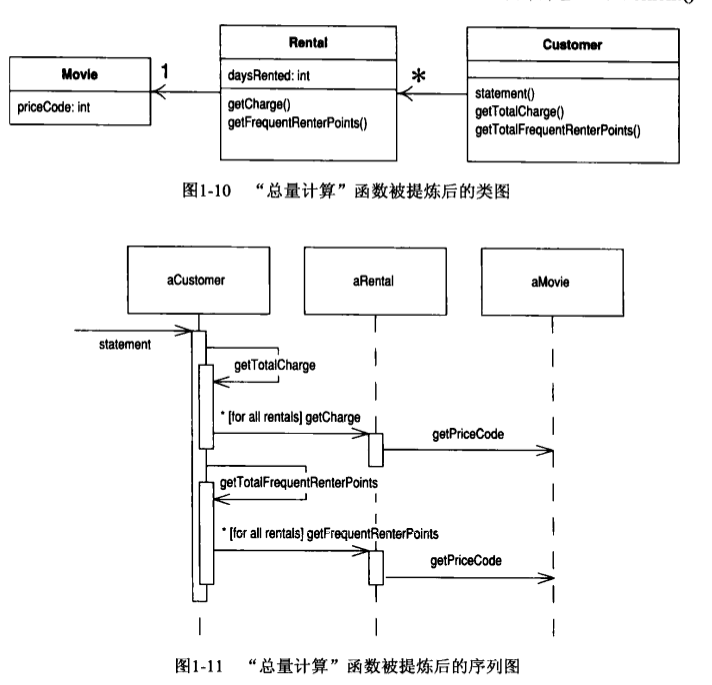 Movie
priceCode: int
1
Rental
daysRented: int
getCharge()
getFrequentRenterPoints()
*
Customer
statement()
getTotalCharge()
getTotalFrequentRenterPoints()
图1-10 “总量计算”函数被提炼后的类图
aCustomer
aRental
aMovie
statement
getTotalCharge
* [for all rentals] getCharge
getPriceCode
getTotalFrequentRenterPoints
* [for all rentals] getFrequentRenterPoints
getPriceCode
图1-11 “总量计算”函数被提炼后的序列图